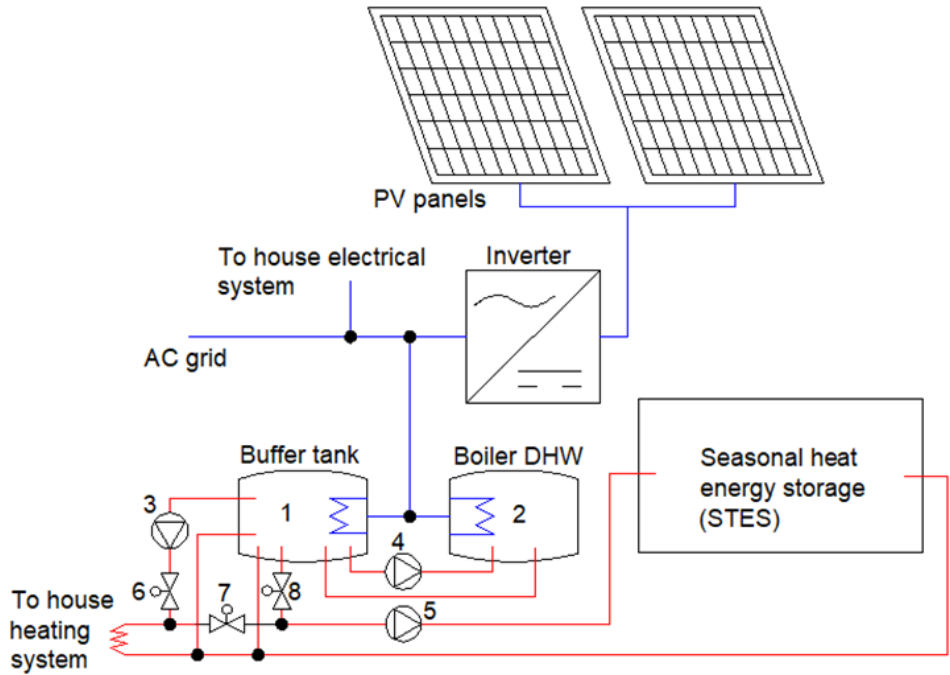 PV panels
To house electrical
system
Inverter
AC grid
Buffer tank
Boiler DHW
Seasonal heat
energy storage
(STES)
1
2
3
4
5
6
7
8
To house
heating
system